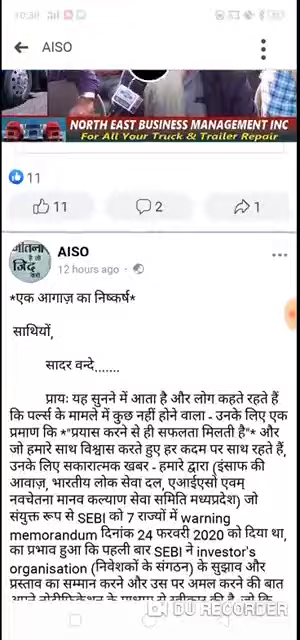 10:30
AISO
NORTH EAST BUSINESS MANAGEMENT INC
For All Your Truck & Trailer Repair
11
11
2
1
जीतना
है तो
जिद
AISO
12 hours ago
*एक आगाज़ का निष्कर्ष*
साथियों,
सादर वन्दे.......
प्रायः यह सुनने में आता है और लोग कहते रहते हैं
कि पर्ल्स के मामले में कुछ नहीं होने वाला - उनके लिए एक
प्रमाण कि *"प्रयास करने से ही सफलता मिलती है"* और
जो हमारे साथ विश्वास करते हुए हर कदम पर साथ रहते हैं,
उनके लिए सकारात्मक खबर - हमारे द्वारा (इंसाफ की
आवाज़, भारतीय लोक सेवा दल, एआईएसओ एवम्
नवचेतना मानव कल्याण सेवा समिति मध्यप्रदेश) जो
संयुक्त रूप से SEBI को 7 राज्यों में warning
memorandum दिनांक 24 फरवरी 2020 को दिया था,
का प्रभाव हुआ कि पहली बार SEBI ने investor's
organisation (निवेशकों के संगठन) के सुझाव और
प्रस्ताव का सम्मान करने और उस पर अमल करने की बात
DU RECORDER